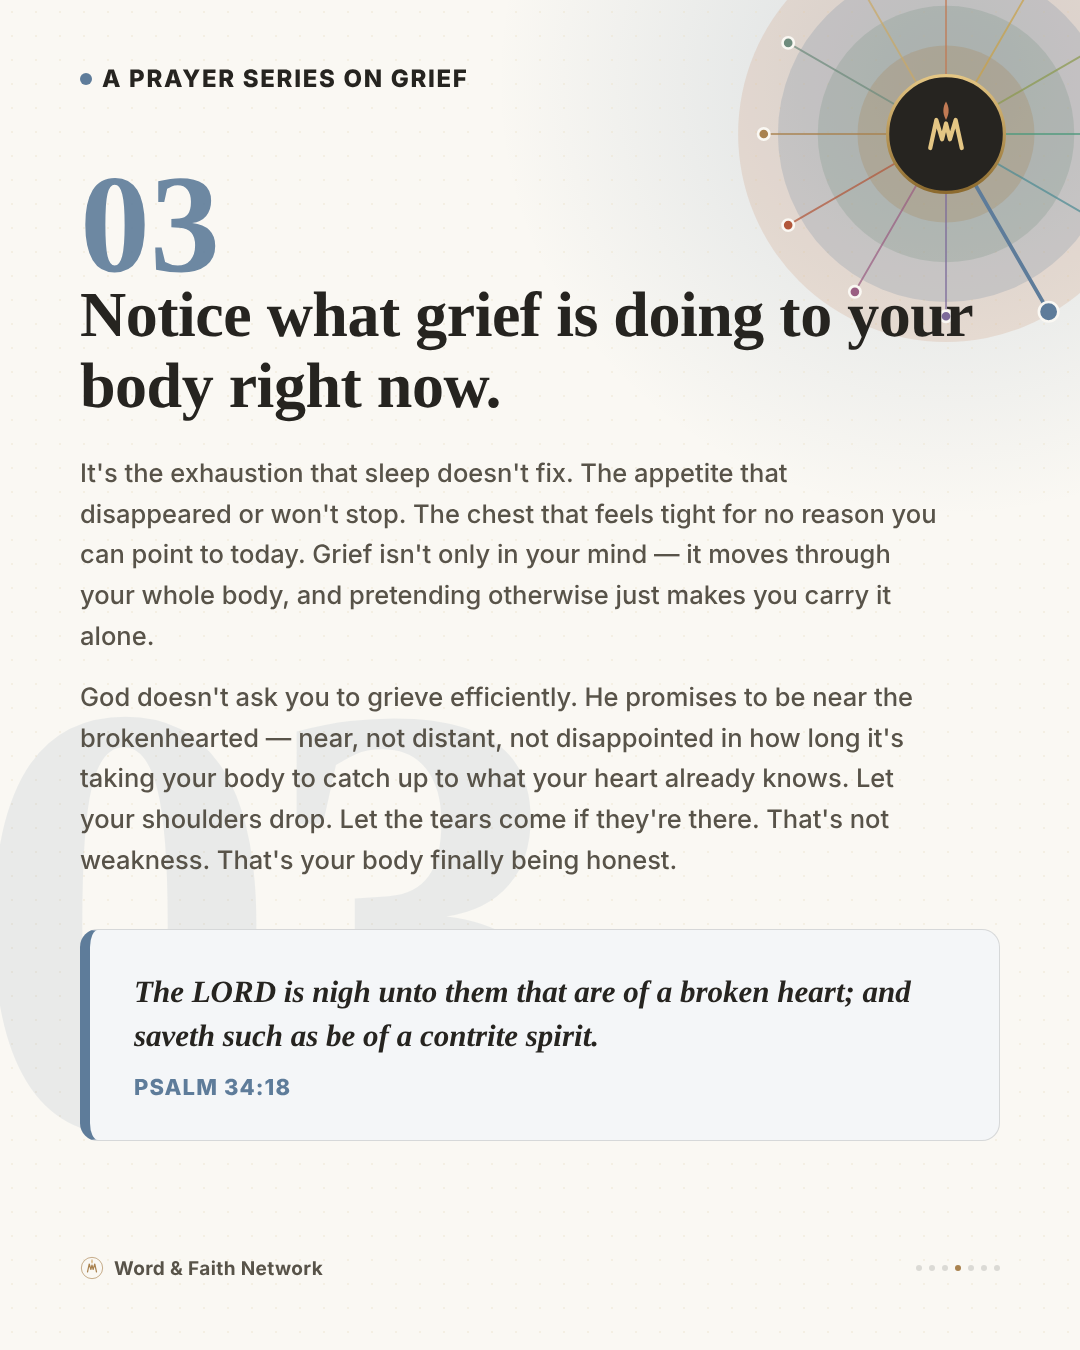 A PRAYER SERIES ON GRIEF
03
Notice what grief is doing to your
body right now.
It's the exhaustion that sleep doesn't fix. The appetite that
disappeared or won't stop. The chest that feels tight for no reason you
can point to today. Grief isn't only in your mind — it moves through
your whole body, and pretending otherwise just makes you carry it
alone.
God doesn't ask you to grieve efficiently. He promises to be near the
brokenhearted — near, not distant, not disappointed in how long it's
taking your body to catch up to what your heart already knows. Let
your shoulders drop. Let the tears come if they're there. That's not
weakness. That's your body finally being honest.
03
The LORD is nigh unto them that are of a broken heart; and
saveth such as be of a contrite spirit.
PSALM 34:18
Word & Faith Network